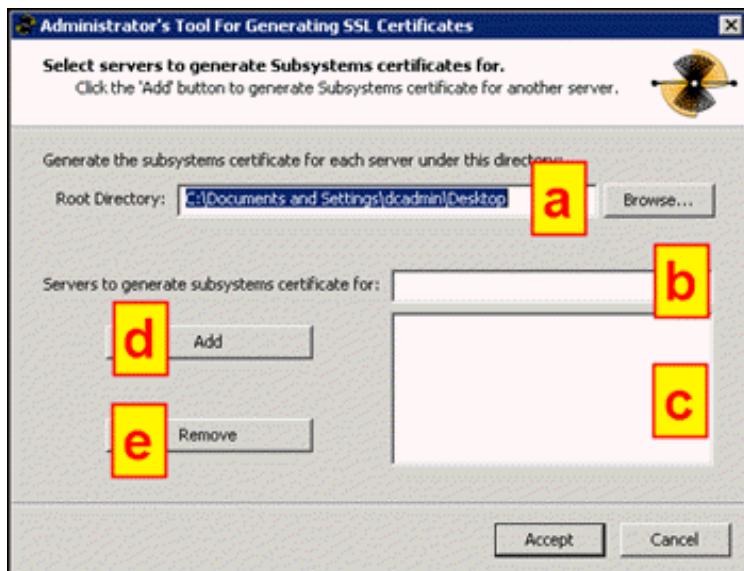 Administrator's Tool For Generating SSL Certificates
Select servers to generate Subsystems certificates for.
Click the 'Add' button to generate Subsystems certificate for another server.
Generate the subsystems certificate for each server under this directory:
Root Directory: C:\Documents and Settings\dcadmin\Desktop a Browse...
Servers to generate subsystems certificate for: b
d Add
c
e Remove
Accept Cancel